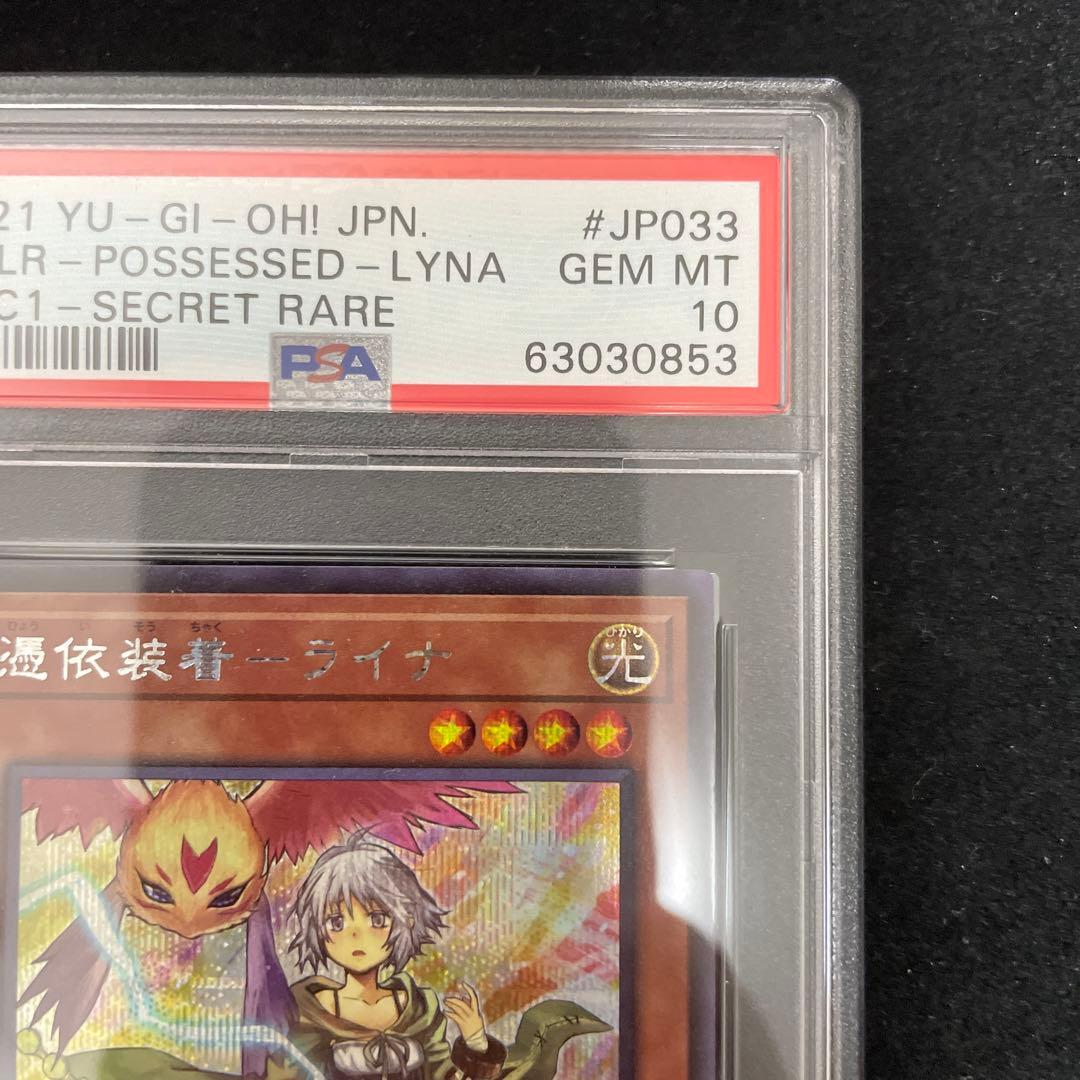 21 YU-GI-OH! JPN. #JP033
LR-POSSESSED-LYNA GEM MT
C1-SECRET RARE 10
PSA 63030853
ひょう い そう ちゃく
憑依装着－ライナ
ひかり
光